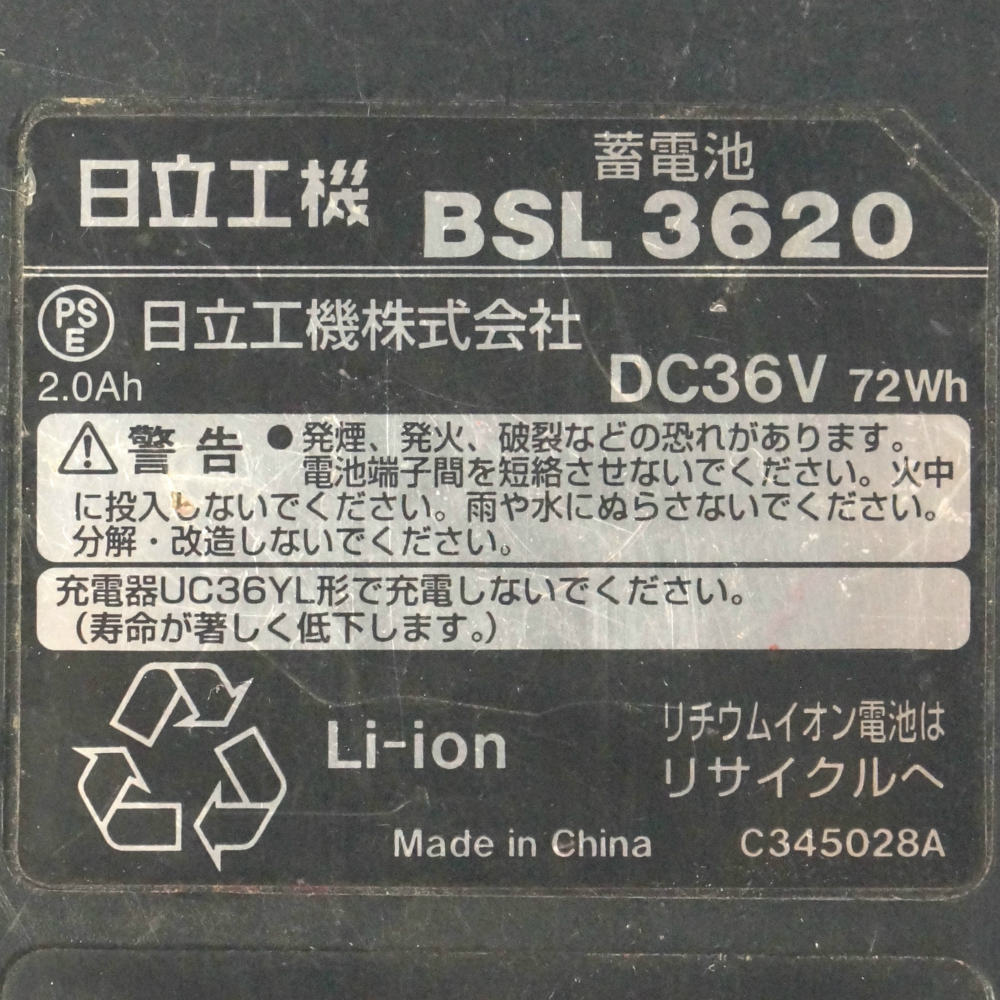 日立工機
蓄電池
BSL 3620
PSE
日立工機株式会社
2.0Ah
DC36V 72Wh
⚠警告 ●発煙、発火、破裂などの恐れがあります。
電池端子間を短絡させないでください。火中
に投入しないでください。雨や水にぬらさないでください。
分解・改造しないでください。
充電器UC36YL形で充電しないでください。
(寿命が著しく低下します。)
Li-ion
リチウムイオン電池は
リサイクルへ
Made in China
C345028A